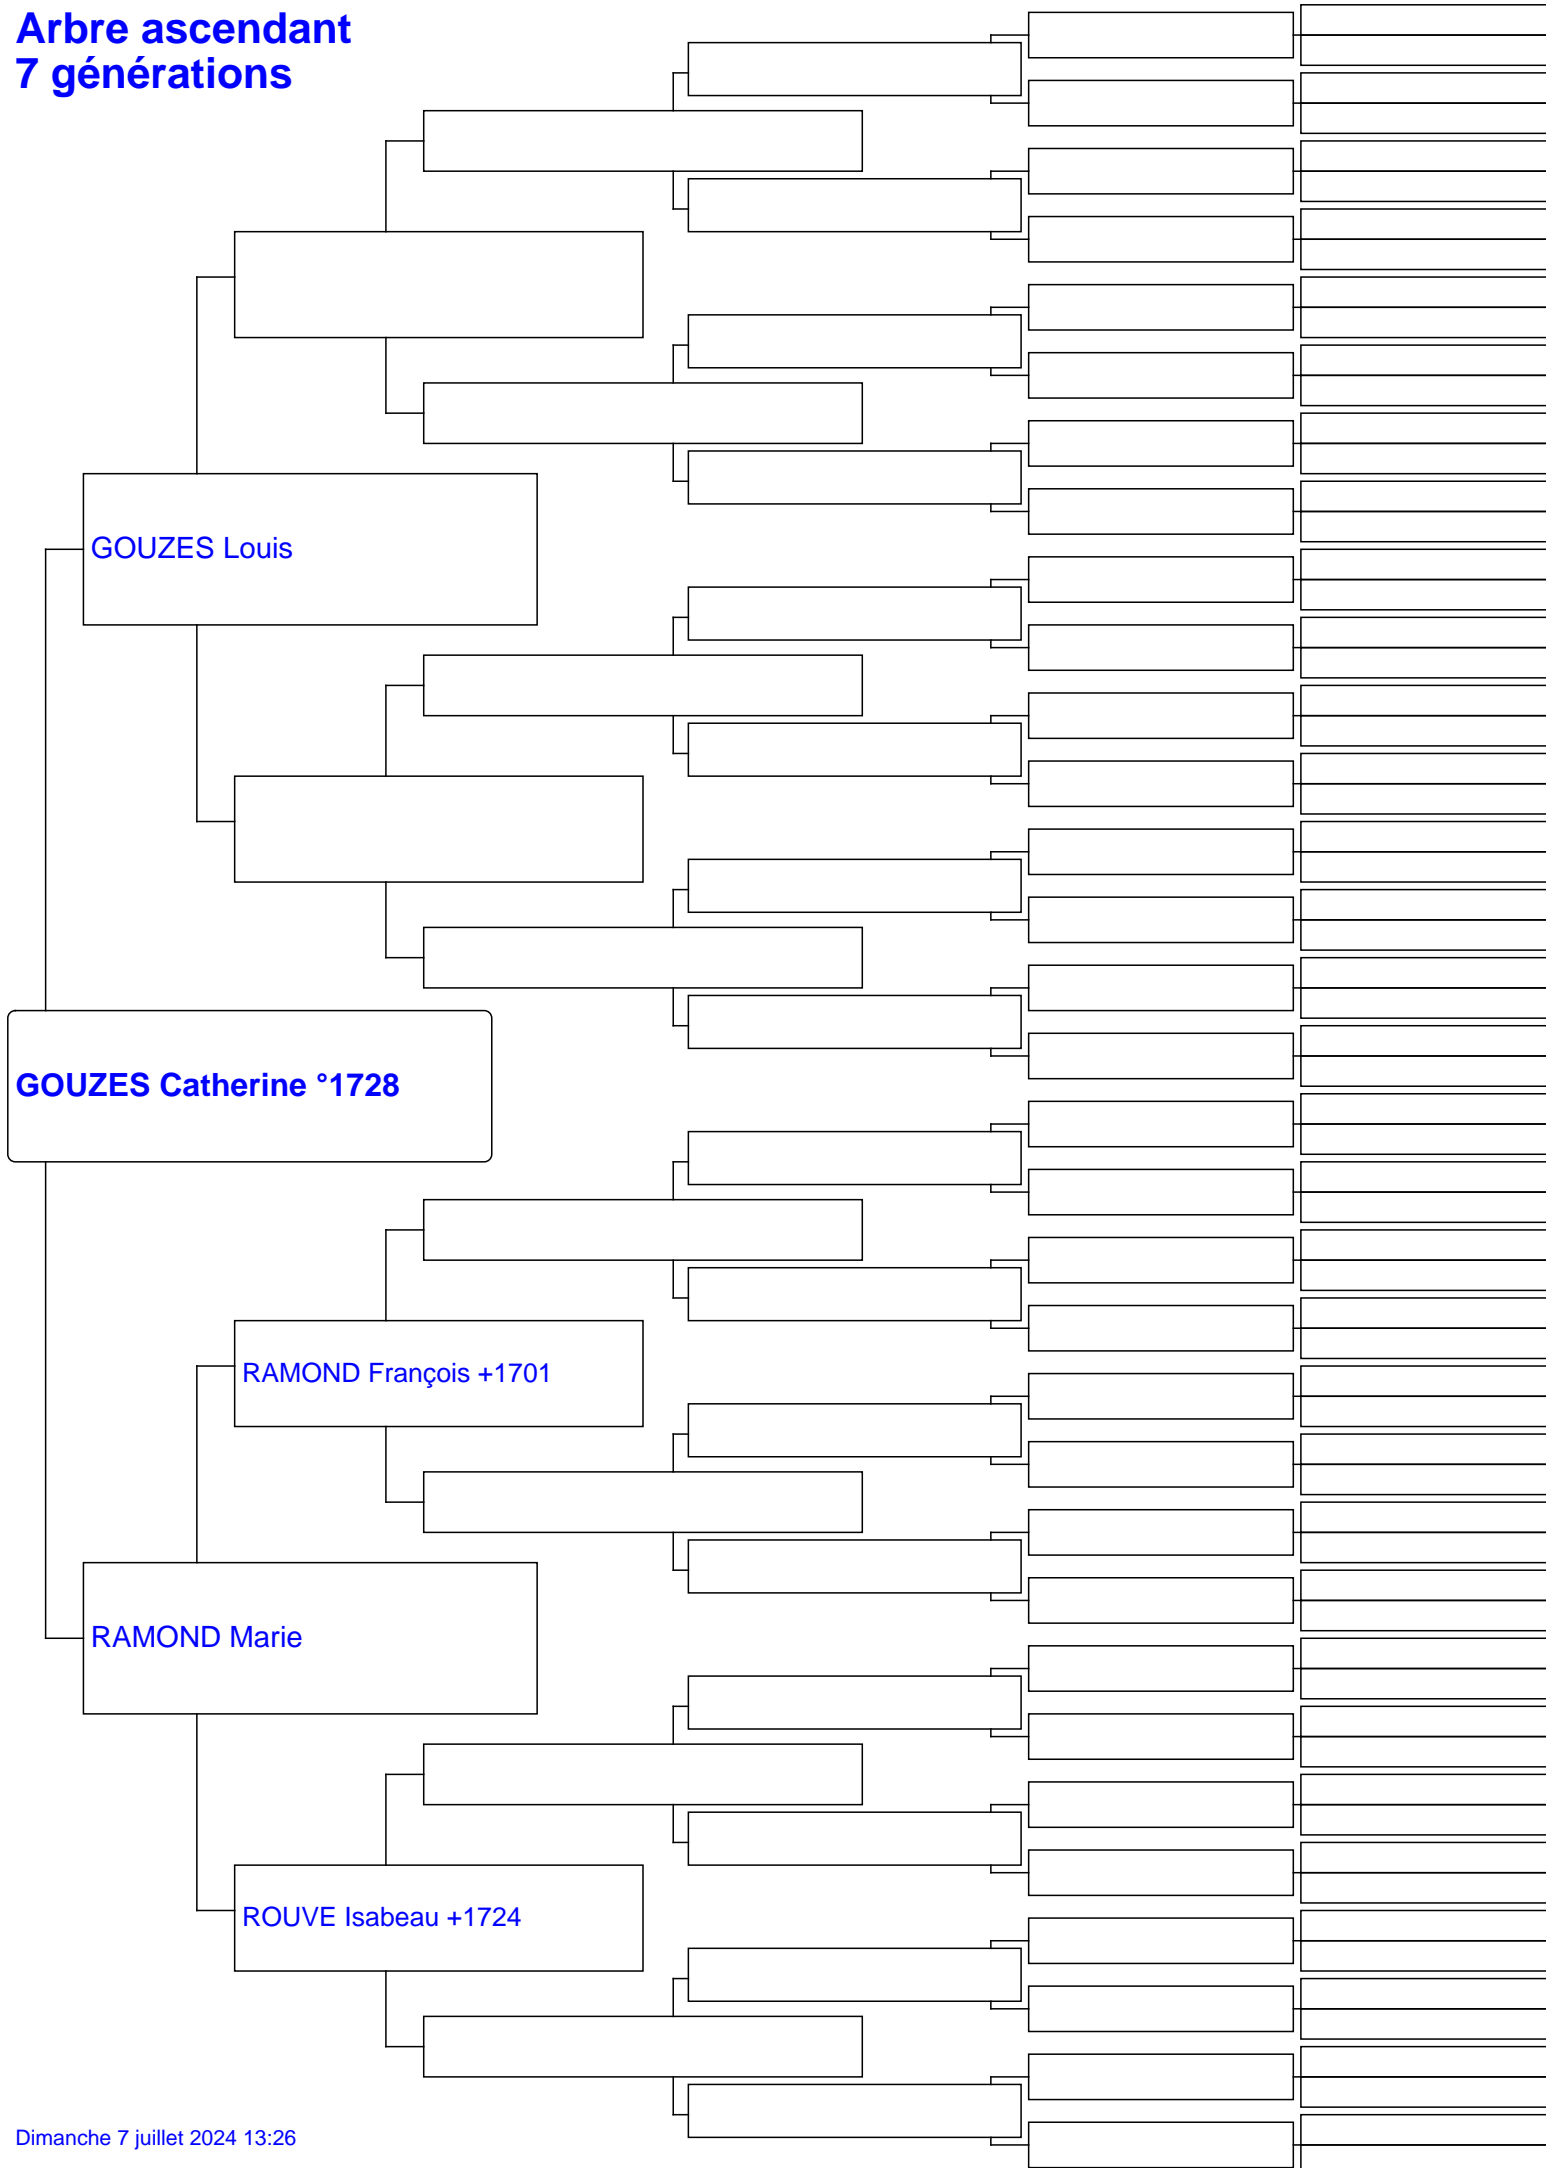 Arbre ascendant
7 générations
GOUZES Louis
GOUZES Catherine °1728
RAMOND François +1701
RAMOND Marie
ROUVE Isabeau +1724
Dimanche 7 juillet 2024 13:26